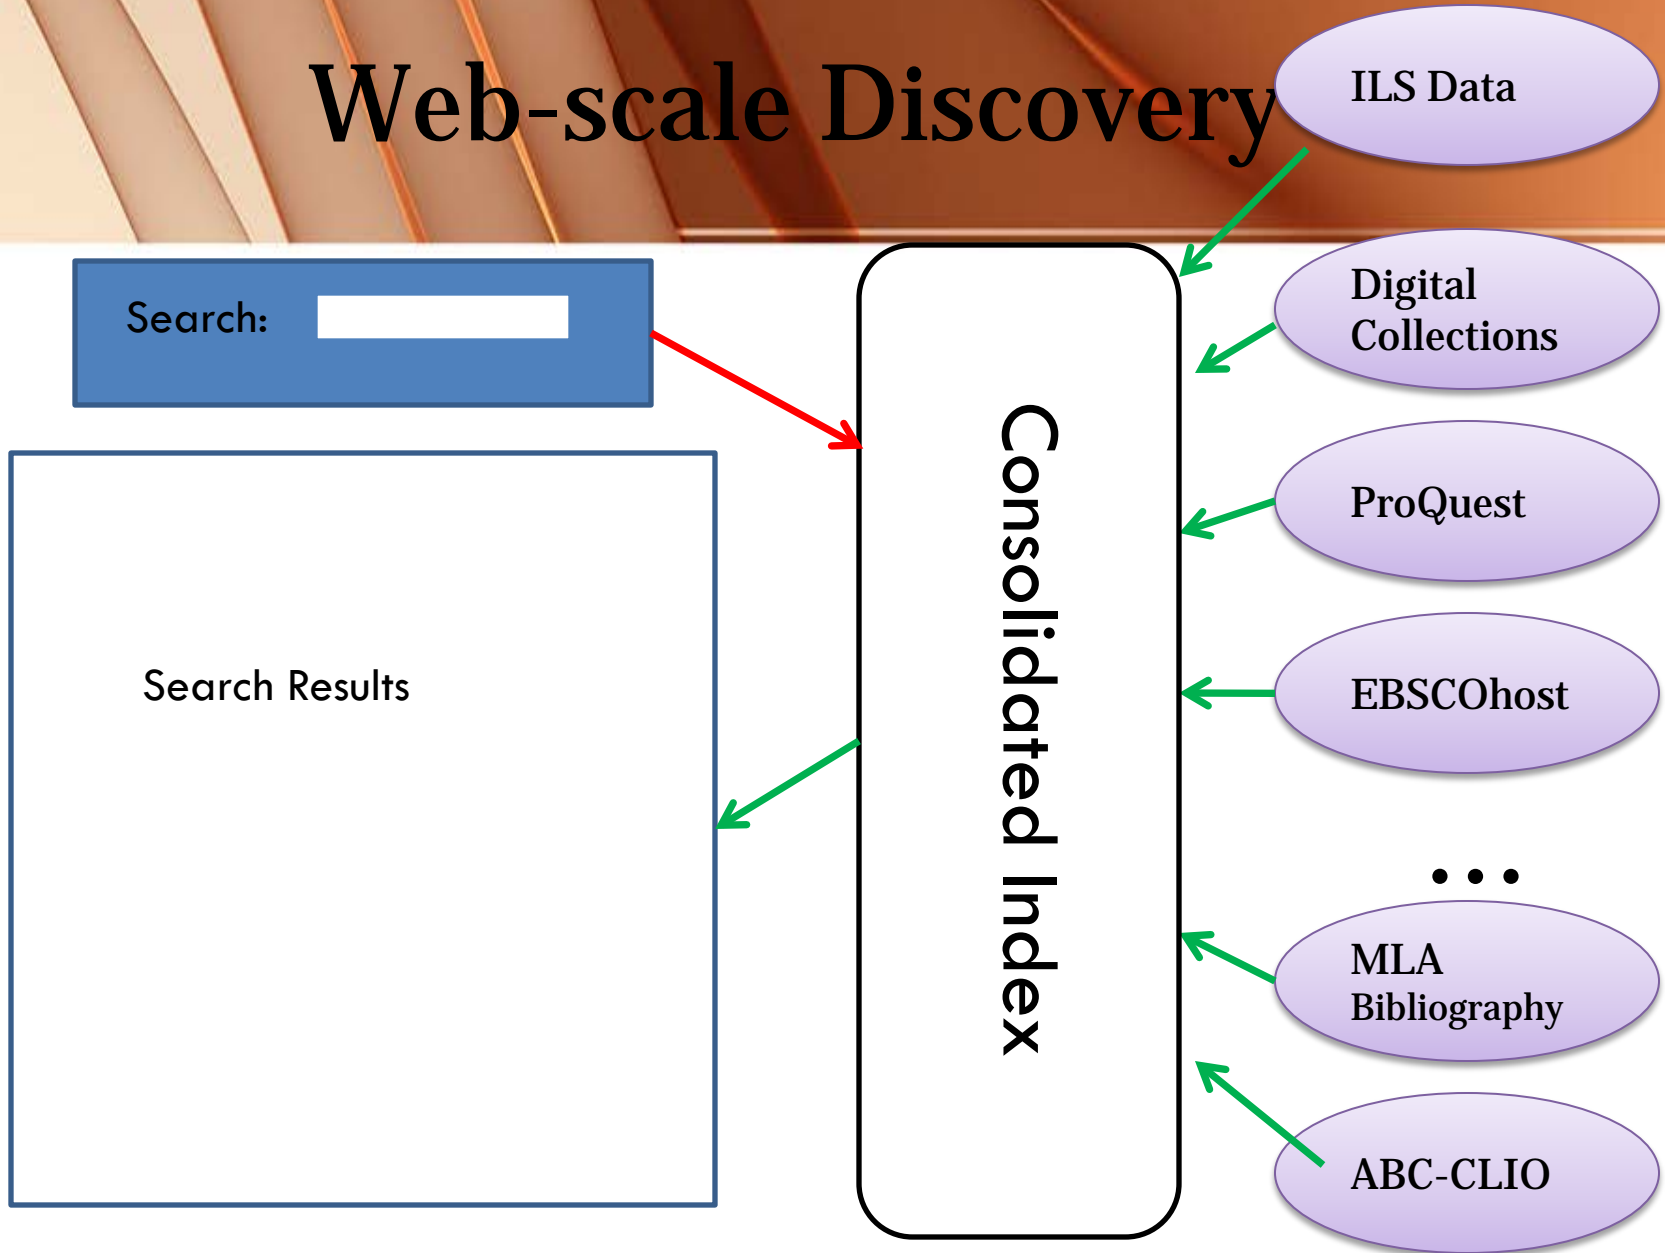 Web-scale Discovery
ILS Data
Search:
Digital
Collections
Consolidated Index
ProQuest
EBSCOhost
Search Results
...
MLA
Bibliography
ABC-CLIO